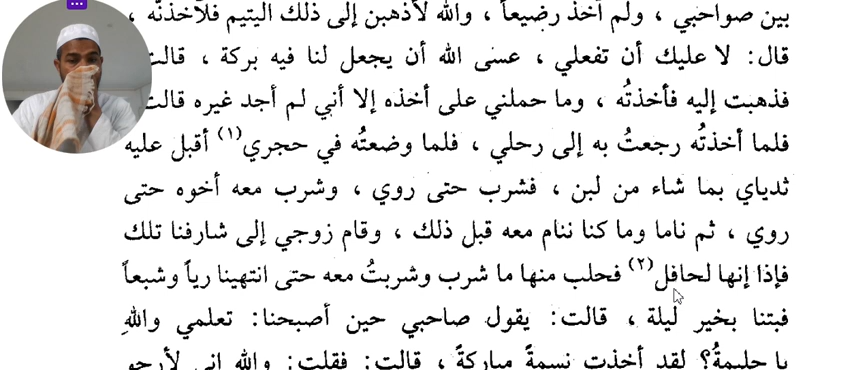 بين صواحبي ، ولم آخذ رضيعاً ، والله لأذهبن إلى ذلك اليتيم فلآخذنّه ،
قال: لا عليك أن تفعلي ، عسى الله أن يجعل لنا فيه بركة ، قالت
فذهبت إليه فأخذتُه ، وما حملني على أخذه إلا أني لم أجد غيره قالت
فلما أخذتُه رجعتُ به إلى رحلي ، فلما وضعتُه في حجري(١) أقبل عليه
ثدياي بما شاء من لبن ، فشرب حتى روي ، وشرب معه أخوه حتى
روي ، ثم ناما وما كنا ننام معه قبل ذلك ، وقام زوجي إلى شارفنا تلك
فإذا إنها لحافل(٢) فحلب منها ما شرب وشربتُ معه حتى انتهينا رياً وشبعاً
فبتنا بخير ليلة ، قالت: يقول صاحبي حين أصبحنا: تعلمي واللهِ
يا حليمةُ؟ لقد أخذت نسمةً مباركةً ، قالت: فقلت: والله إني لأرجو